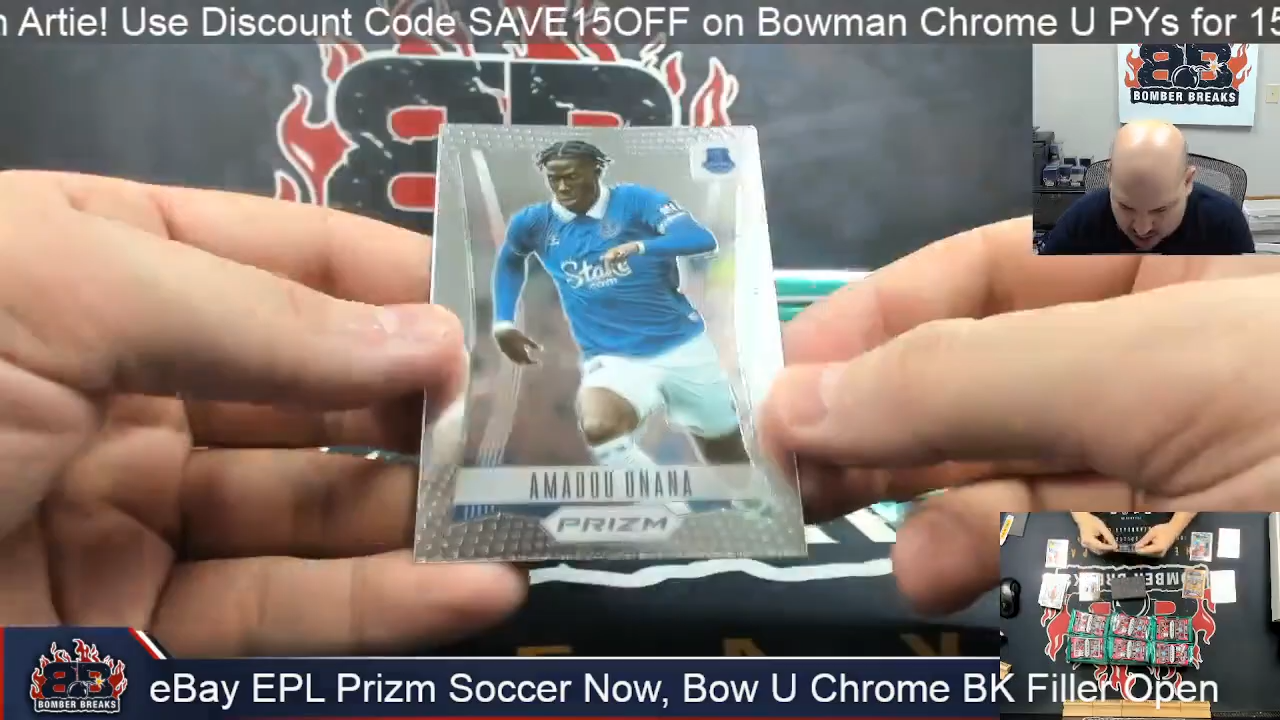 n Artie! Use Discount Code SAVE15OFF on Bowman Chrome U PYs for 15
BOMBER BREAKS
Stake
.com
AMADOU ONANA
PRIZM
BOMBER BREAKS
eBay EPL Prizm Soccer Now, Bow U Chrome BK Filler Open